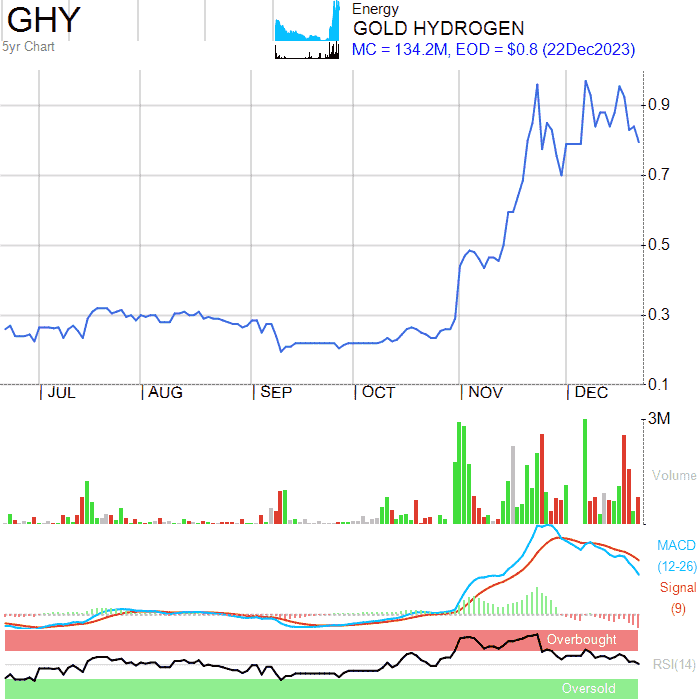 GHY
5yr Chart
Energy
GOLD HYDROGEN
MC = 134.2M, EOD = $0.8 (22Dec2023)
0.9
0.7
0.5
0.3
0.1
JUL AUG SEP OCT NOV DEC
3M
Volume
MACD
(12-26)
Signal
(9)
Overbought
RSI(14)
Oversold